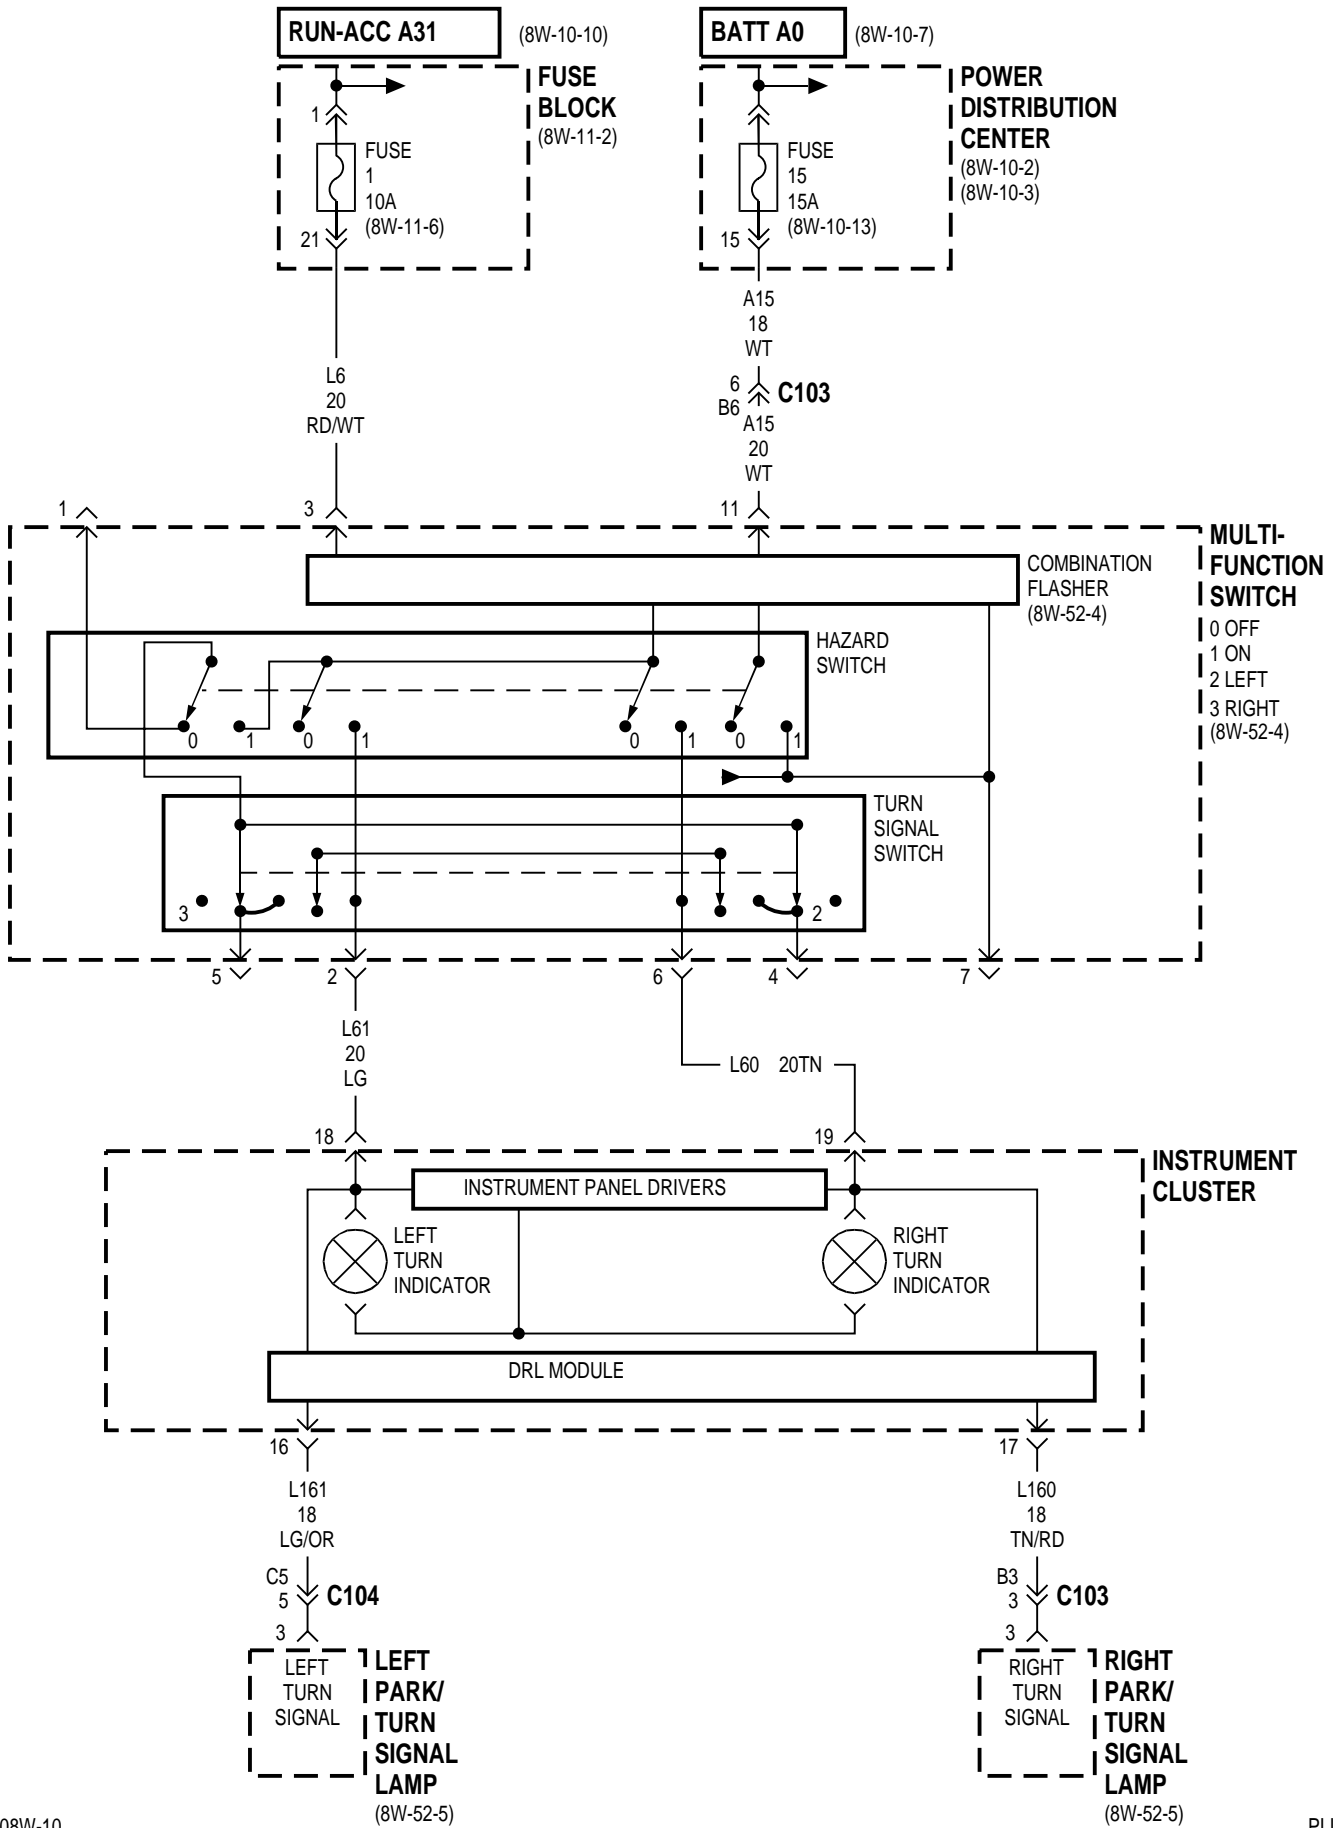 RUN-ACC A31
(8W-10-10)
BATT A0
(8W-10-7)
FUSE
BLOCK
(8W-11-2)
1
FUSE
1
10A
(8W-11-6)
21
POWER
DISTRIBUTION
CENTER
(8W-10-2)
(8W-10-3)
FUSE
15
15A
(8W-10-13)
15
A15
18
WT
6
B6
C103
A15
20
WT
L6
20
RD/WT
1
3
11
MULTI-
FUNCTION
SWITCH
0 OFF
1 ON
2 LEFT
3 RIGHT
(8W-52-4)
COMBINATION
FLASHER
(8W-52-4)
HAZARD
SWITCH
0 1 0 1 0 1 0 1
TURN
SIGNAL
SWITCH
3
2
5
2
6
4
7
L61
20
LG
L60 20TN
18
19
INSTRUMENT
CLUSTER
INSTRUMENT PANEL DRIVERS
LEFT
TURN
INDICATOR
RIGHT
TURN
INDICATOR
DRL MODULE
16
17
L161
18
LG/OR
L160
18
TN/RD
C5
5
C104
3
B3
3
C103
3
LEFT
TURN
SIGNAL
LEFT
PARK/
TURN
SIGNAL
LAMP
(8W-52-5)
RIGHT
TURN
SIGNAL
RIGHT
PARK/
TURN
SIGNAL
LAMP
(8W-52-5)